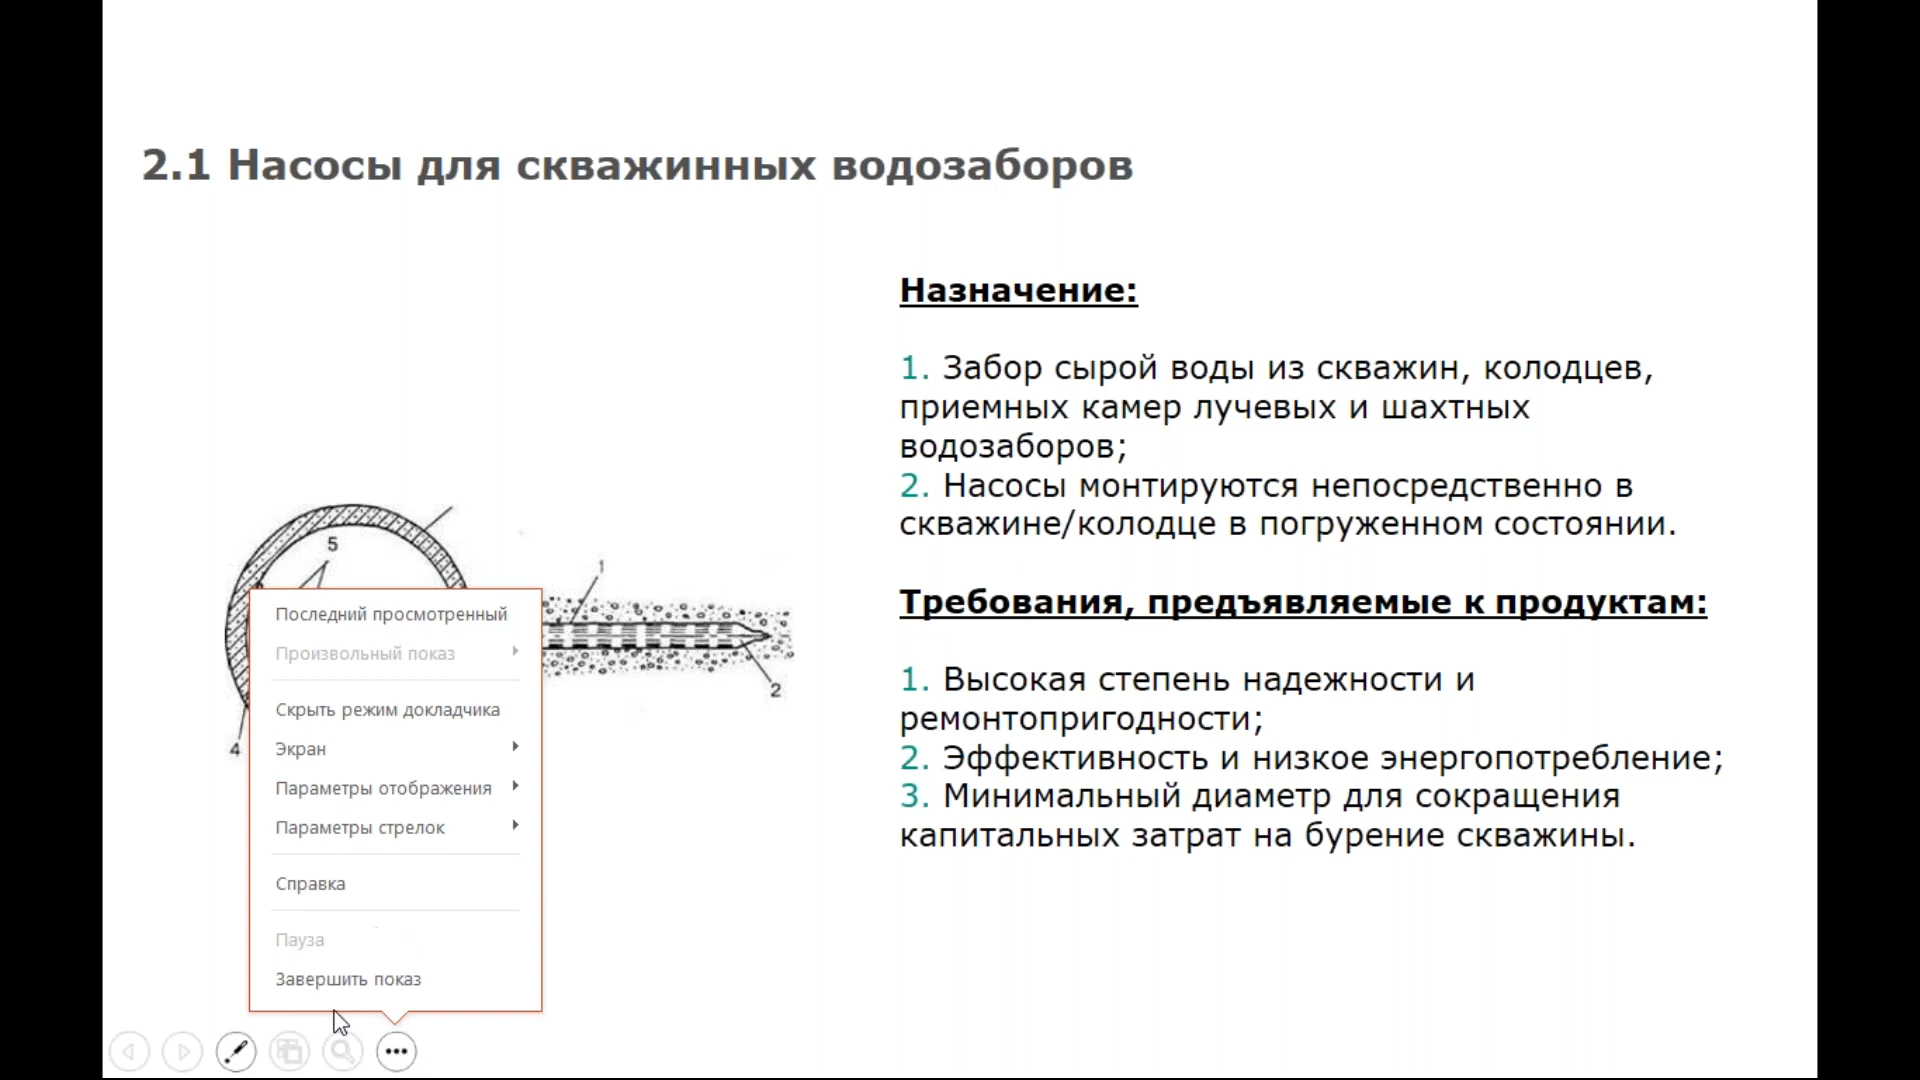 2.1 Насосы для скважинных водозаборов
Назначение:
1. Забор сырой воды из скважин, колодцев,
приемных камер лучевых и шахтных
водозаборов;
2. Насосы монтируются непосредственно в
скважине/колодце в погруженном состоянии.
Требования, предъявляемые к продуктам:
1. Высокая степень надежности и
ремонтопригодности;
2. Эффективность и низкое энергопотребление;
3. Минимальный диаметр для сокращения
капитальных затрат на бурение скважины.
5
1
2
4
Последний просмотренный
Произвольный показ
Скрыть режим докладчика
Экран
Параметры отображения
Параметры стрелок
Справка
Пауза
Завершить показ